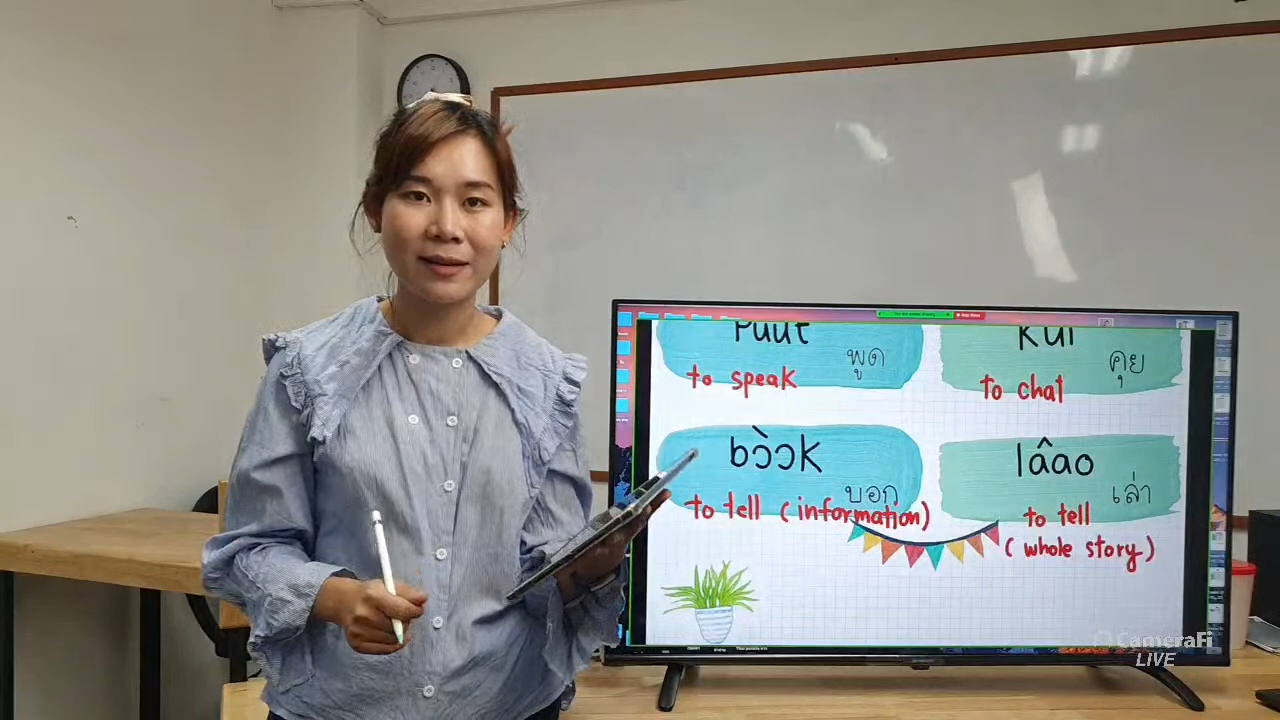 puut
พูด
to speak
kui
คุย
to chat
bɔ̀ɔk
บอก
to tell (information)
lâao
เล่า
to tell
(whole story)
CameraFi
LIVE